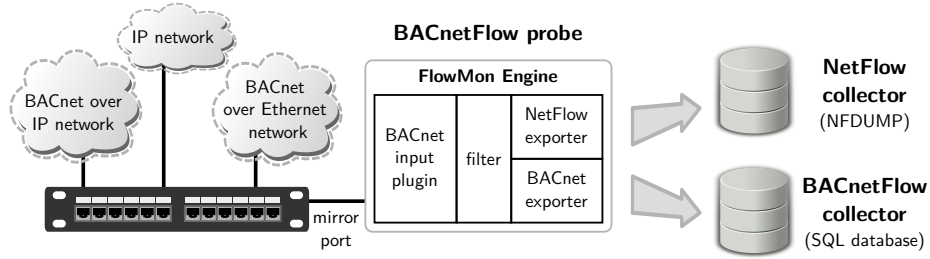 IP network
BACnet over
IP network
BACnet
over Ethernet
network
mirror
port
BACnetFlow probe
FlowMon Engine
BACnet
input
plugin
filter
NetFlow
exporter
BACnet
exporter
NetFlow
collector
(NFDUMP)
BACnetFlow
collector
(SQL database)